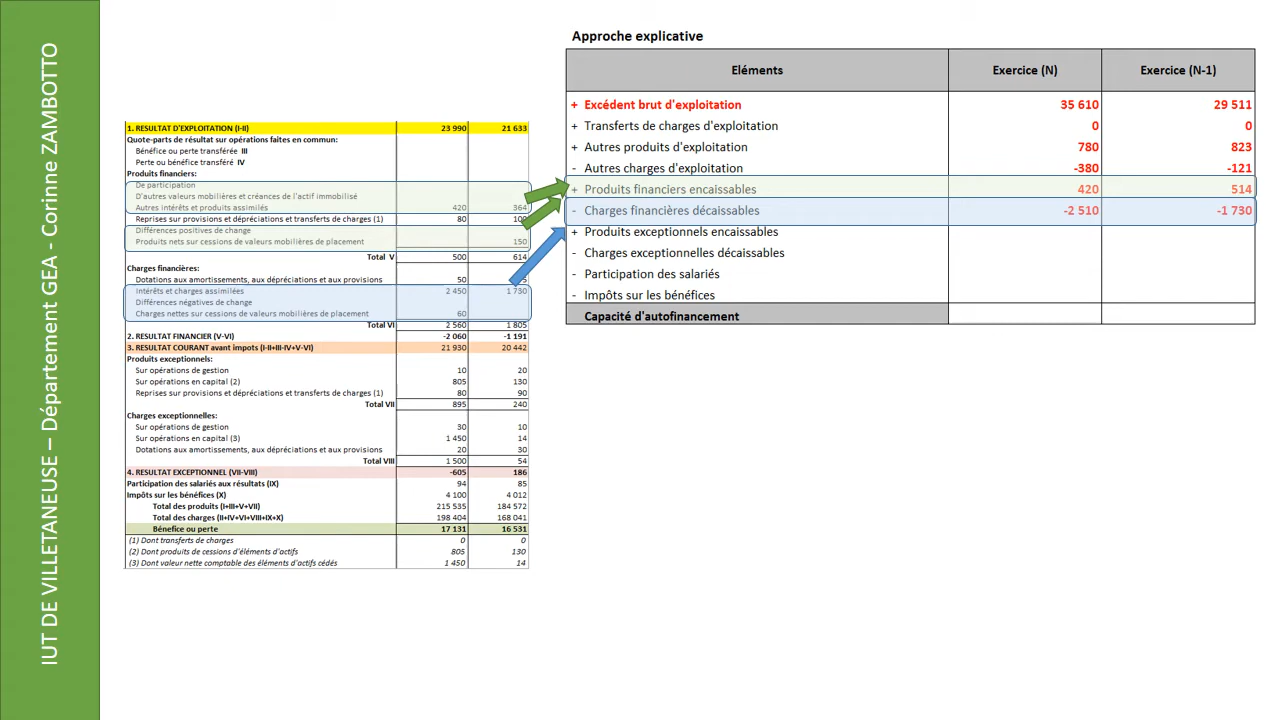 IUT DE VILLETANEUSE – Département GEA - Corinne ZAMBOTTO
1. RESULTAT D'EXPLOITATION (I-II) 23 990 21 633
Quote-parts de résultat sur opérations faites en commun:
Bénéfice ou perte transférée III
Perte ou bénéfice transféré IV
Produits financiers:
De participation
D'autres valeurs mobilières et créances de l'actif immobilisé
Autres intérêts et produits assimilés 420 364
Reprises sur provisions et dépréciations et transferts de charges (1) 80 100
Différences positives de change
Produits nets sur cessions de valeurs mobilières de placement 150
Total V 500 614
Charges financières:
Dotations aux amortissements, aux dépréciations et aux provisions 50
Intérêts et charges assimilées 2 450 1 730
Différences négatives de change
Charges nettes sur cessions de valeurs mobilières de placement 60
Total VI 2 560 1 805
2. RESULTAT FINANCIER (V-VI) -2 060 -1 191
3. RESULTAT COURANT avant impots (I-II+III-IV+V-VI) 21 930 20 442
Produits exceptionnels:
Sur opérations de gestion 10 20
Sur opérations en capital (2) 805 130
Reprises sur provisions et dépréciations et transferts de charges (1) 80 90
Total VII 895 240
Charges exceptionnelles:
Sur opérations de gestion 30 10
Sur opérations en capital (3) 1 450 14
Dotations aux amortissements, aux dépréciations et aux provisions 20 30
Total VIII 1 500 54
4. RESULTAT EXCEPTIONNEL (VII-VIII) -605 186
Participation des salariés aux résultats (IX) 94 85
Impôts sur les bénéfices (X) 4 100 4 012
Total des produits (I+III+V+VII) 215 535 184 572
Total des charges (II+IV+VI+VIII+IX+X) 198 404 168 041
Bénefice ou perte 17 131 16 531
(1) Dont transferts de charges 0 0
(2) Dont produits de cessions d'éléments d'actifs 805 130
(3) Dont valeur nette comptable des éléments d'actifs cédés 1 450 14
Approche explicative
Eléments Exercice (N) Exercice (N-1)
+ Excédent brut d'exploitation 35 610 29 511
+ Transferts de charges d'exploitation 0 0
+ Autres produits d'exploitation 780 823
- Autres charges d'exploitation -380 -121
+ Produits financiers encaissables 420 514
- Charges financières décaissables -2 510 -1 730
+ Produits exceptionnels encaissables
- Charges exceptionnelles décaissables
- Participation des salariés
- Impôts sur les bénéfices
Capacité d'autofinancement